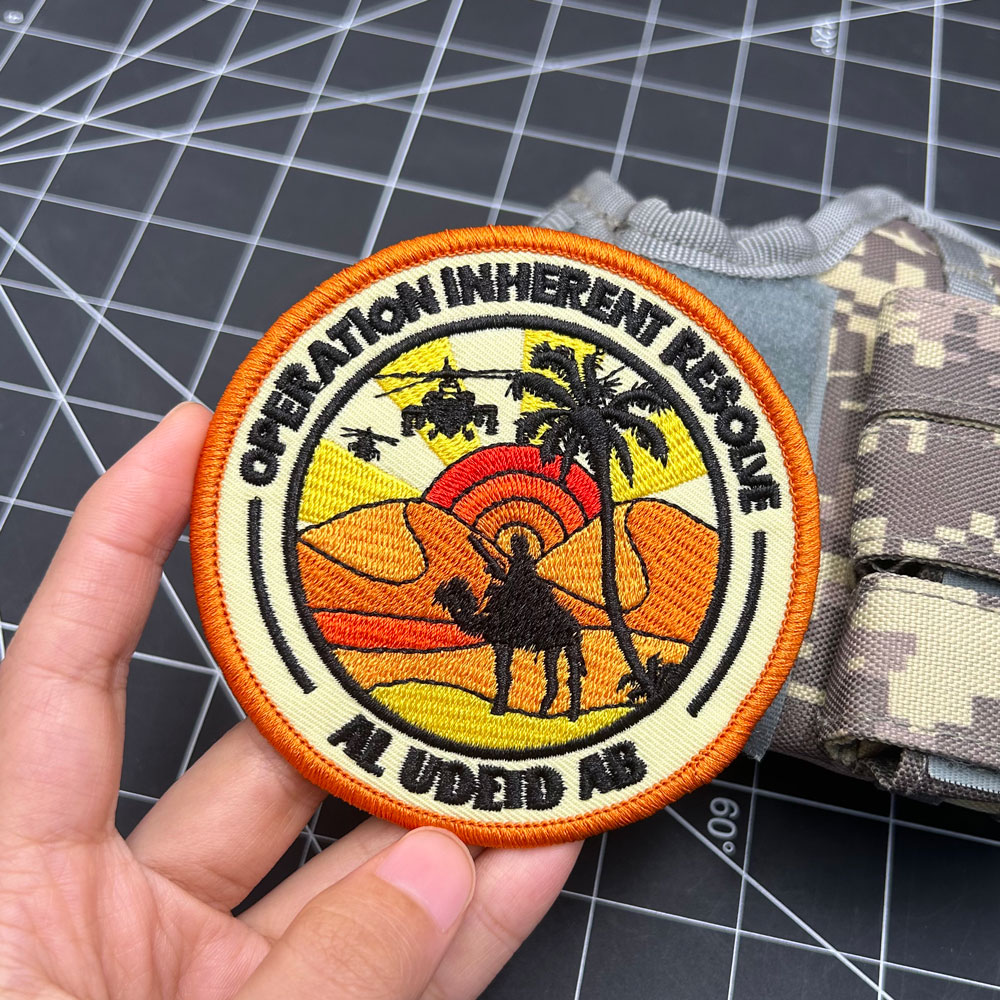 OPERATION INHERENT RESOLVE
AL UDEID AB
60°